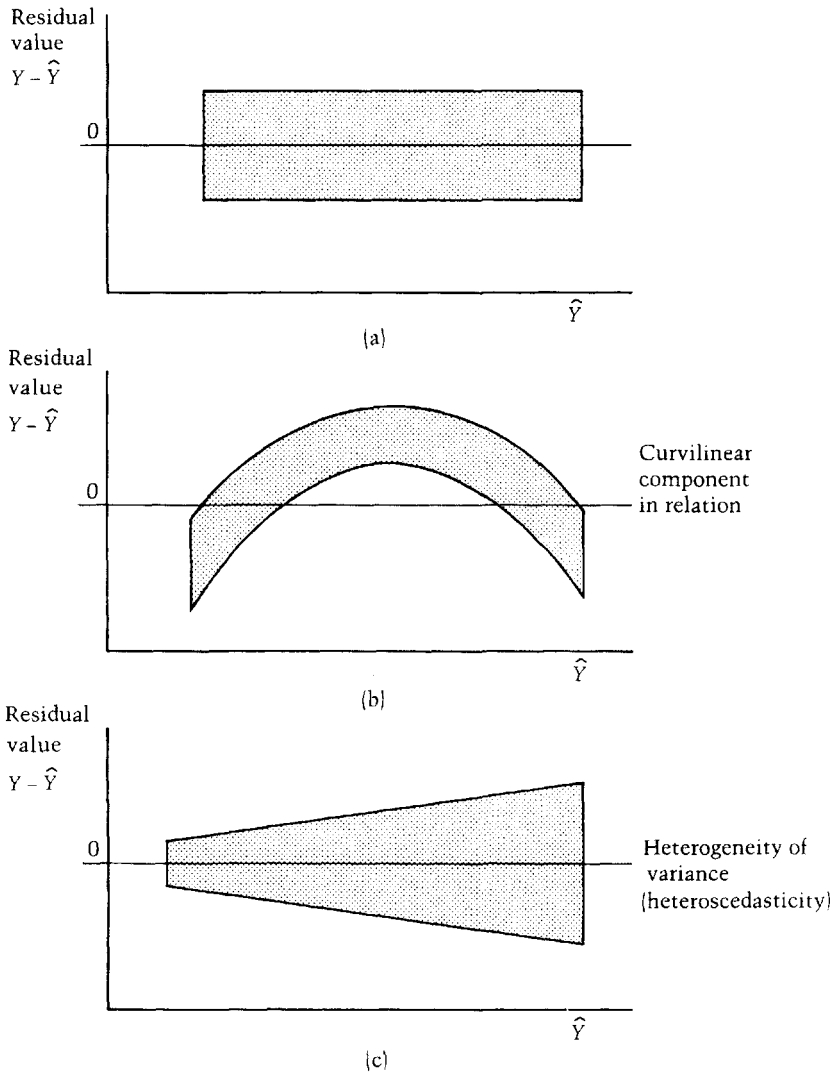 Residual
value
Y – Ŷ
0
Ŷ
(a)
Residual
value
Y – Ŷ
0
Curvilinear
component
in relation
Ŷ
(b)
Residual
value
Y – Ŷ
0
Heterogeneity of
variance
(heteroscedasticity)
Ŷ
(c)